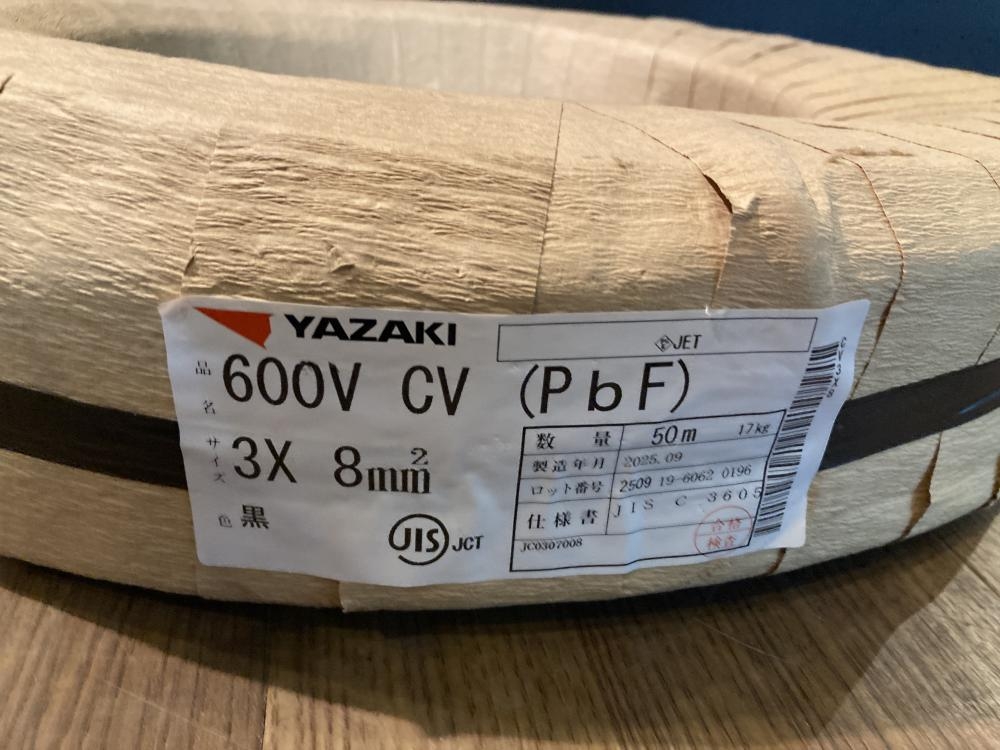 YAZAKI
<PS>E JET
品名 600V CV (PbF)
サイズ 3X 8mm²
色 黒
JIS JCT
数 量 50m 17kg
製造年月 2025.09
ロット番号 2509 19-6062 0196
仕様書 JIS C 3605
JC0307008
合格
検査